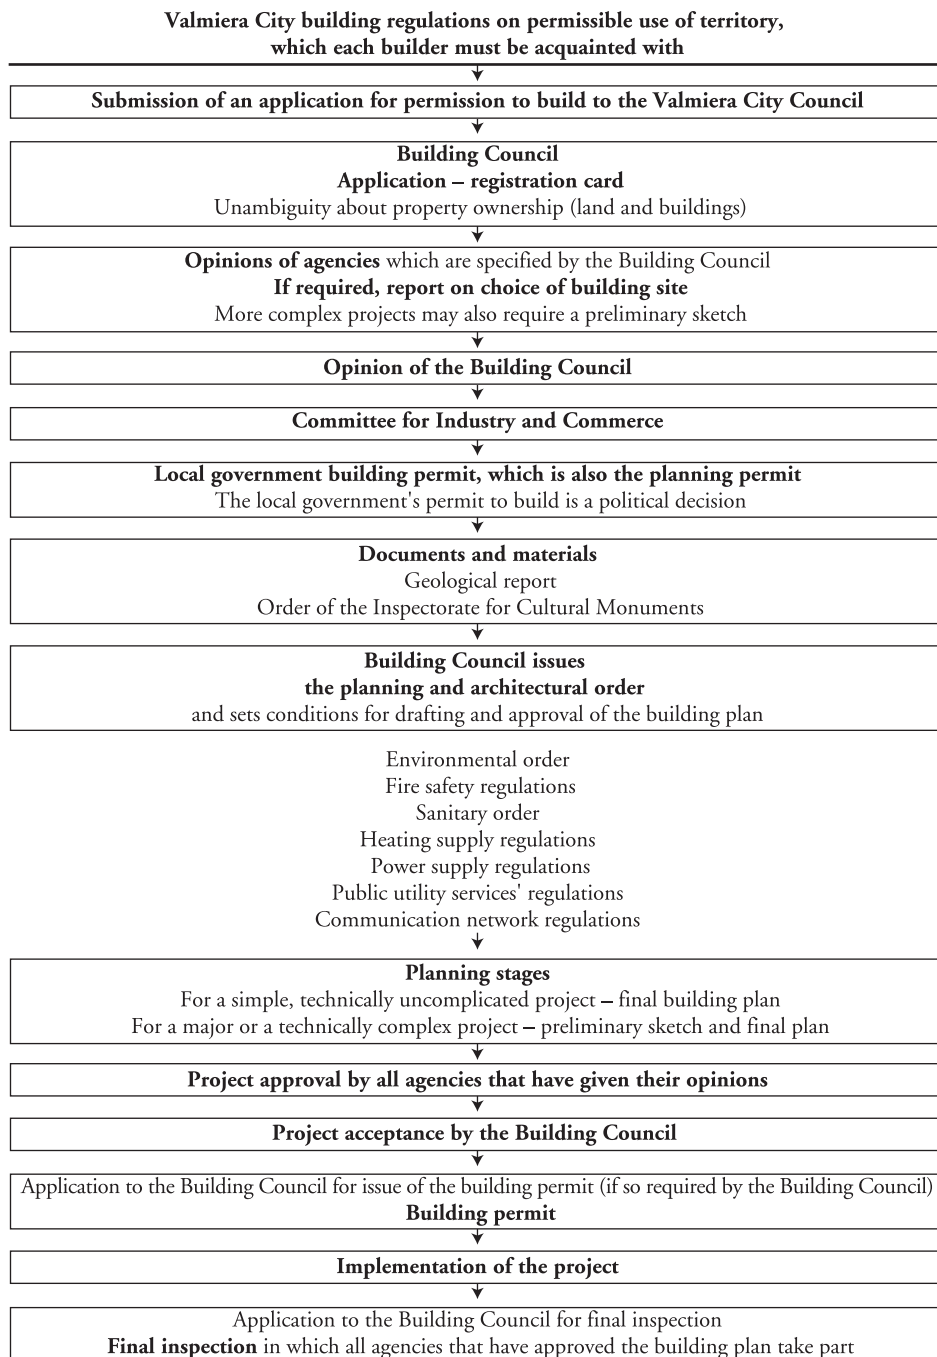 Valmiera City building regulations on permissible use of territory,
which each builder must be acquainted with
Submission of an application for permission to build to the Valmiera City Council
Building Council
Application – registration card
Unambiguity about property ownership (land and buildings)
Opinions of agencies which are specified by the Building Council
If required, report on choice of building site
More complex projects may also require a preliminary sketch
Opinion of the Building Council
Committee for Industry and Commerce
Local government building permit, which is also the planning permit
The local government's permit to build is a political decision
Documents and materials
Geological report
Order of the Inspectorate for Cultural Monuments
Building Council issues
the planning and architectural order
and sets conditions for drafting and approval of the building plan
Environmental order
Fire safety regulations
Sanitary order
Heating supply regulations
Power supply regulations
Public utility services' regulations
Communication network regulations
Planning stages
For a simple, technically uncomplicated project – final building plan
For a major or a technically complex project – preliminary sketch and final plan
Project approval by all agencies that have given their opinions
Project acceptance by the Building Council
Application to the Building Council for issue of the building permit (if so required by the Building Council)
Building permit
Implementation of the project
Application to the Building Council for final inspection
Final inspection in which all agencies that have approved the building plan take part